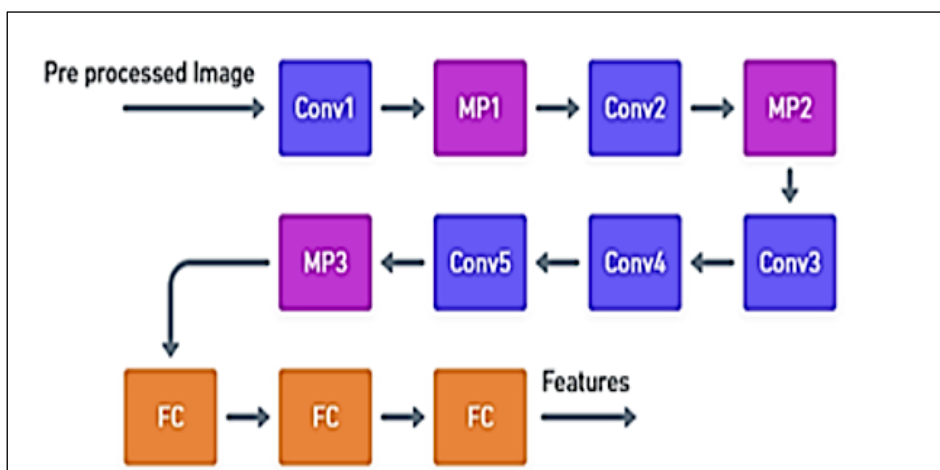 Pre processed Image
Conv1
MP1
Conv2
MP2
Conv3
Conv4
Conv5
MP3
FC
FC
FC
Features